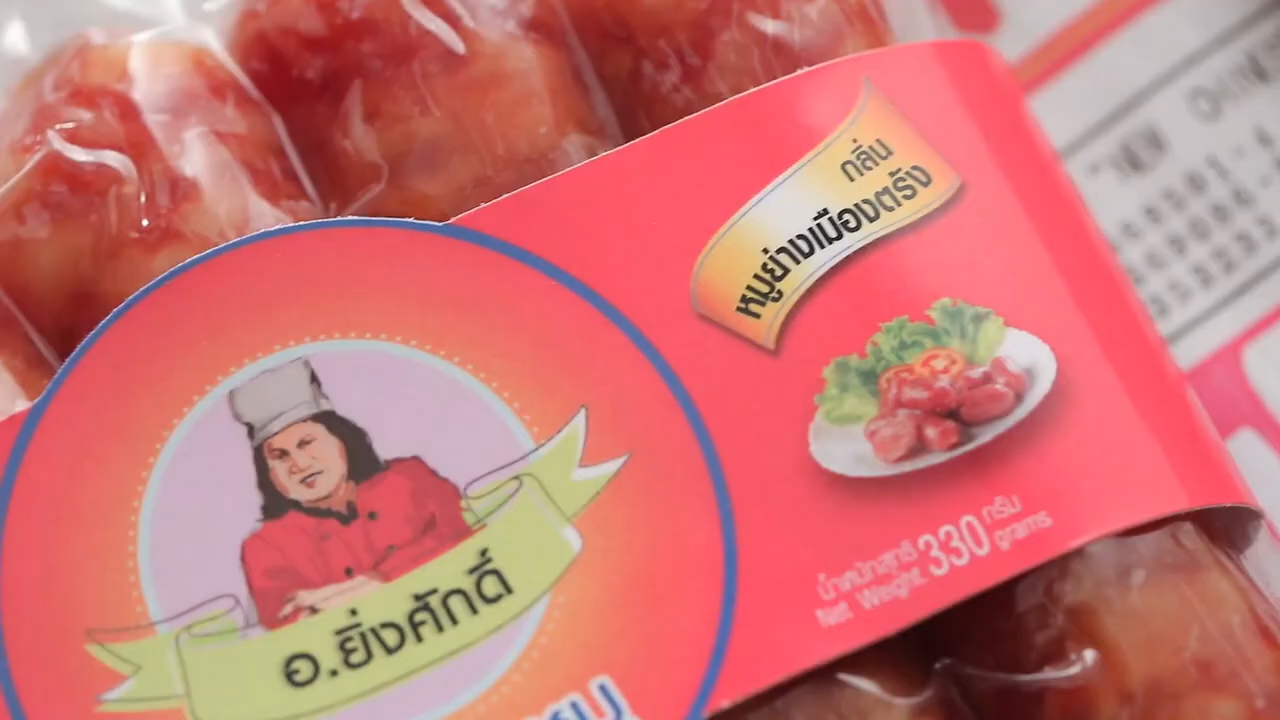 กลิ่น
หมูย่างเมืองตรัง
อ.ยิ่งศักดิ์
น้ำหนักสุทธิ 330 กรัม
Net Weight. grams